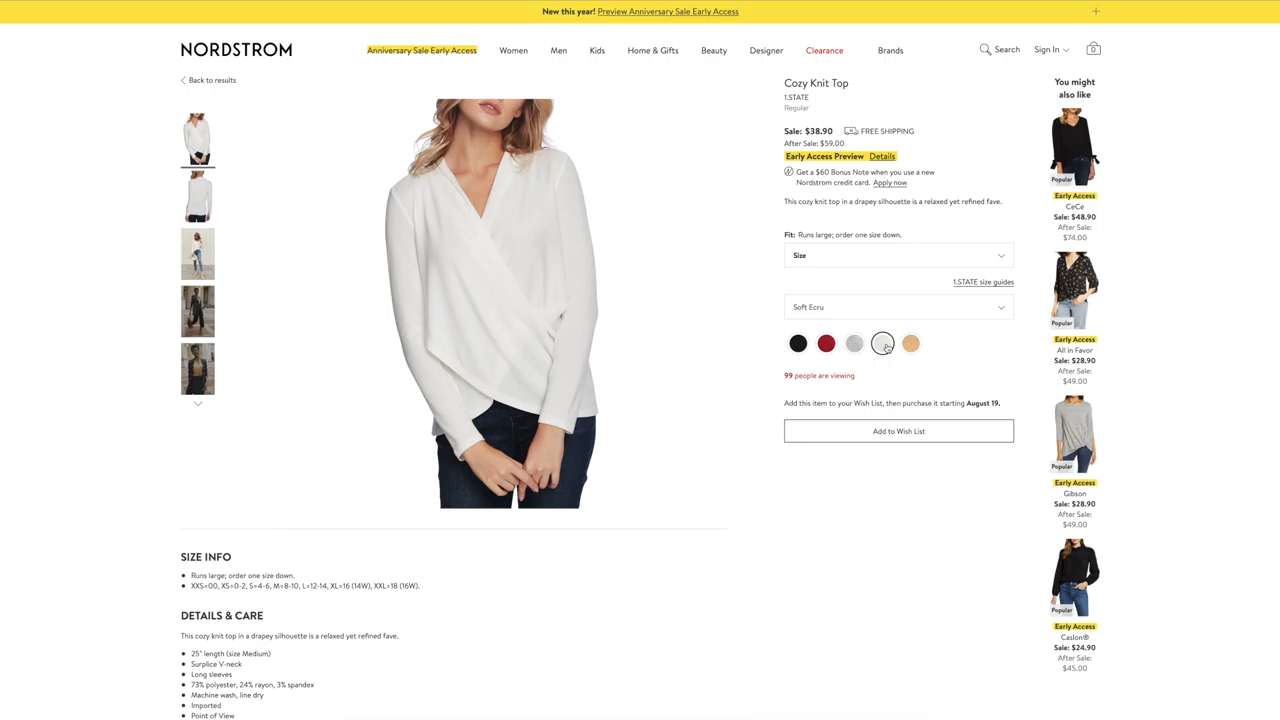 New this year! Preview Anniversary Sale Early Access
NORDSTROM
Anniversary Sale Early Access
Women
Men
Kids
Home & Gifts
Beauty
Designer
Clearance
Brands
Search
Sign In
0
Back to results
Cozy Knit Top
1.STATE
Regular
Sale: $38.90 FREE SHIPPING
After Sale: $59.00
Early Access Preview Details
Get a $60 Bonus Note when you use a new
Nordstrom credit card. Apply now
This cozy knit top in a drapey silhouette is a relaxed yet refined fave.
Fit: Runs large; order one size down.
Size
1.STATE size guides
Soft Ecru
99 people are viewing
Add this item to your Wish List, then purchase it starting August 19.
Add to Wish List
You might
also like
Popular
Early Access
CeCe
Sale: $48.90
After Sale:
$74.00
Popular
Early Access
All in Favor
Sale: $28.90
After Sale:
$49.00
Popular
Early Access
Gibson
Sale: $28.90
After Sale:
$49.00
Popular
Early Access
Caslon®
Sale: $24.90
After Sale:
$45.00
SIZE INFO
Runs large; order one size down.
XXS=00, XS=0-2, S=4-6, M=8-10, L=12-14, XL=16 (14W), XXL=18 (16W).
DETAILS & CARE
This cozy knit top in a drapey silhouette is a relaxed yet refined fave.
25" length (size Medium)
Surplice V-neck
Long sleeves
73% polyester, 24% rayon, 3% spandex
Machine wash, line dry
Imported
Point of View